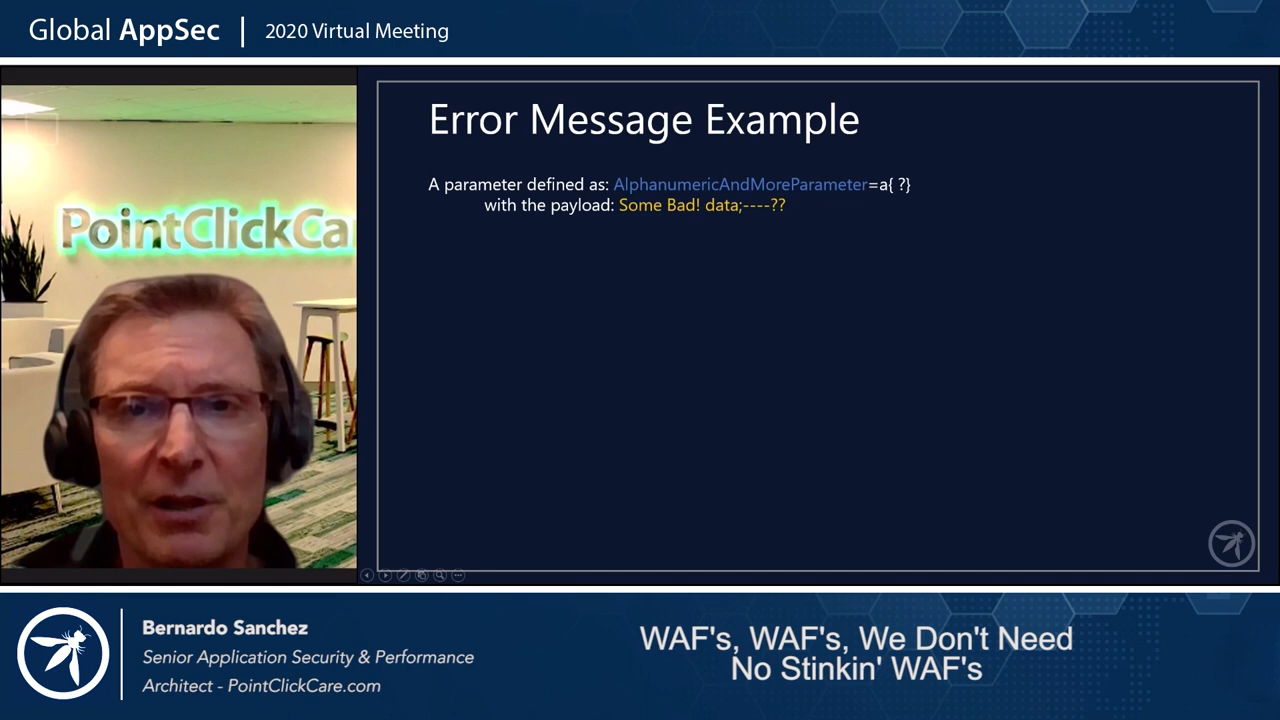 Global AppSec | 2020 Virtual Meeting
PointClickCa
Error Message Example
A parameter defined as: AlphanumericAndMoreParameter=a{ ?}
with the payload: Some Bad! data;----??
Bernardo Sanchez
Senior Application Security & Performance
Architect - PointClickCare.com
WAF's, WAF's, We Don't Need
No Stinkin' WAF's